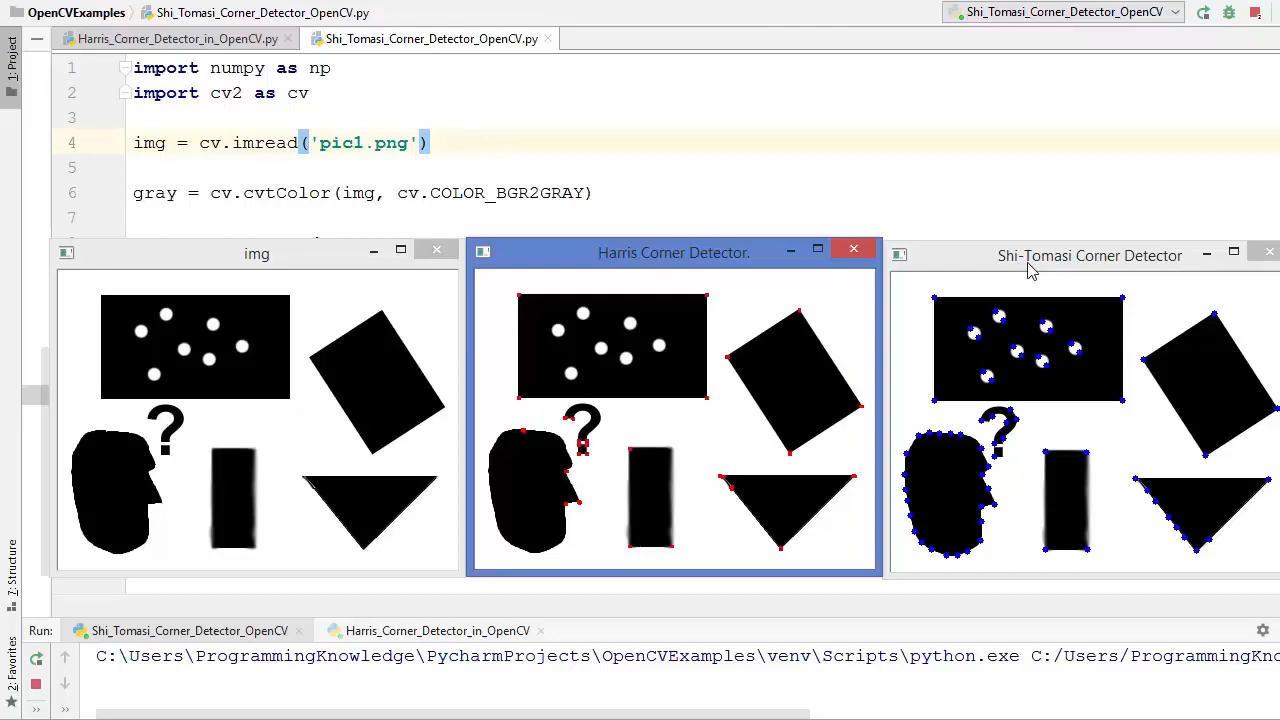 OpenCVExamples Shi_Tomasi_Corner_Detector_OpenCV.py Shi_Tomasi_Corner_Detector_OpenCV
1: Project
Harris_Corner_Detector_in_OpenCV.py Shi_Tomasi_Corner_Detector_OpenCV.py
1 import numpy as np
2 import cv2 as cv
3
4 img = cv.imread('pic1.png')
5
6 gray = cv.cvtColor(img, cv.COLOR_BGR2GRAY)
7
img
Harris Corner Detector.
Shi-Tomasi Corner Detector
?
?
?
7: Structure
2: Favorites
Run: Shi_Tomasi_Corner_Detector_OpenCV Harris_Corner_Detector_in_OpenCV
C:\Users\ProgrammingKnowledge\PycharmProjects\OpenCVExamples\venv\Scripts\python.exe C:/Users/ProgrammingKno